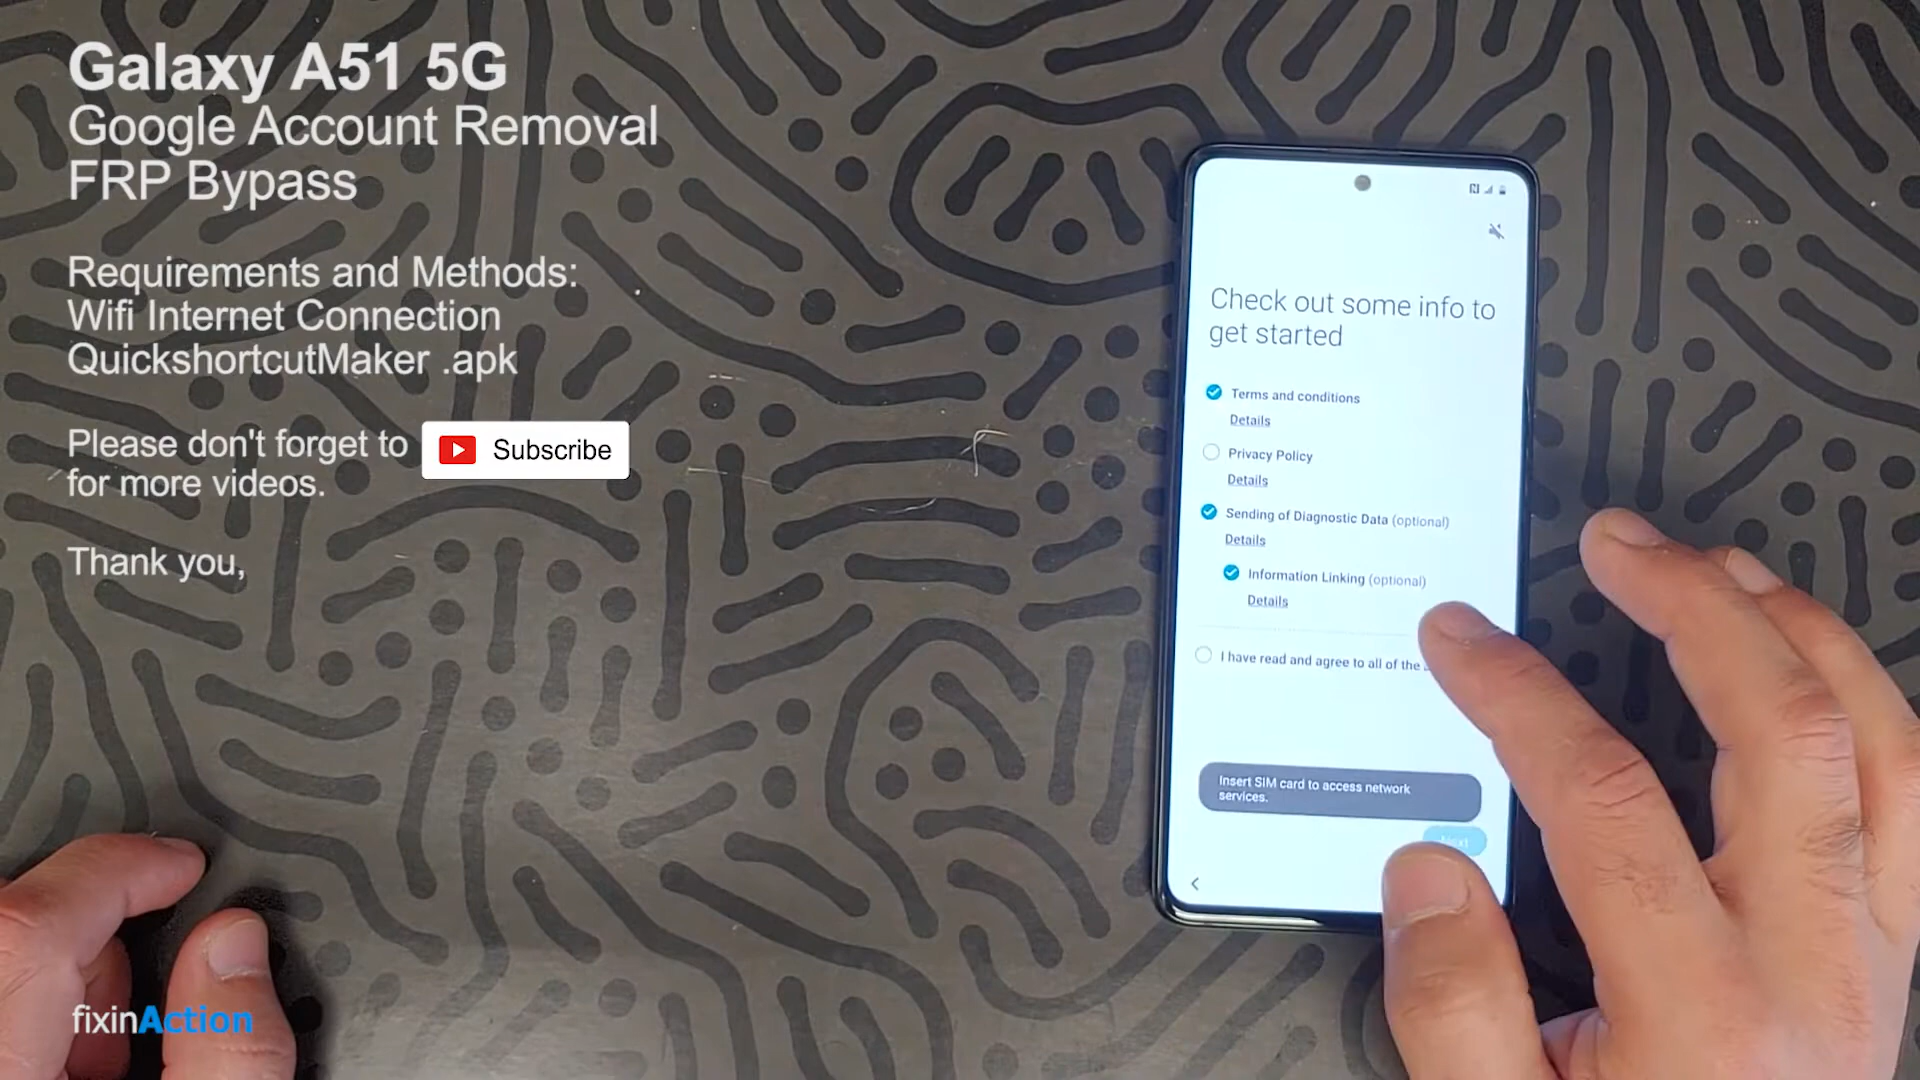 Galaxy A51 5G
Google Account Removal
FRP Bypass
Requirements and Methods:
Wifi Internet Connection
QuickshortcutMaker .apk
Please don't forget to Subscribe
for more videos.
Thank you,
fixinAction
Check out some info to
get started
Terms and conditions
Details
Privacy Policy
Details
Sending of Diagnostic Data (optional)
Details
Information Linking (optional)
Details
I have read and agree to all of the
Insert SIM card to access network
services.
Next